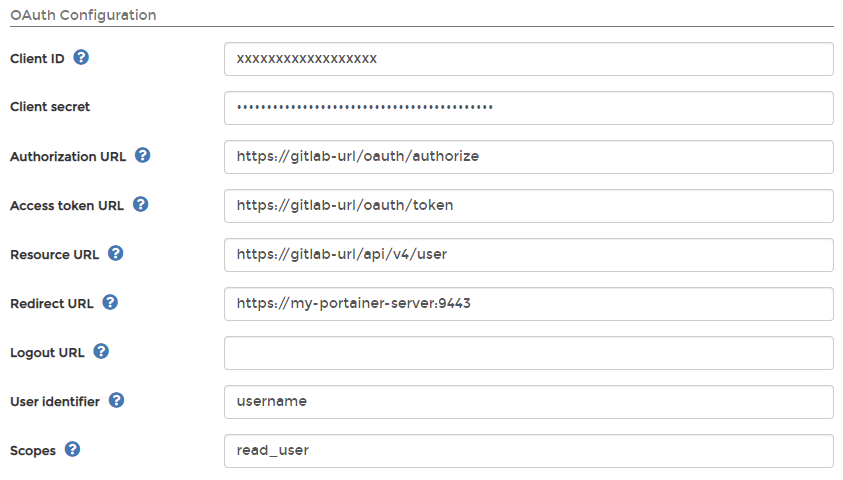 OAuth Configuration
Client ID ? xxxxxxxxxxxxxxxxxx
Client secret •••••••••••••••••••••••••••••••••••••••••••
Authorization URL ? https://gitlab-url/oauth/authorize
Access token URL ? https://gitlab-url/oauth/token
Resource URL ? https://gitlab-url/api/v4/user
Redirect URL ? https://my-portainer-server:9443
Logout URL ?
User identifier ? username
Scopes ? read_user